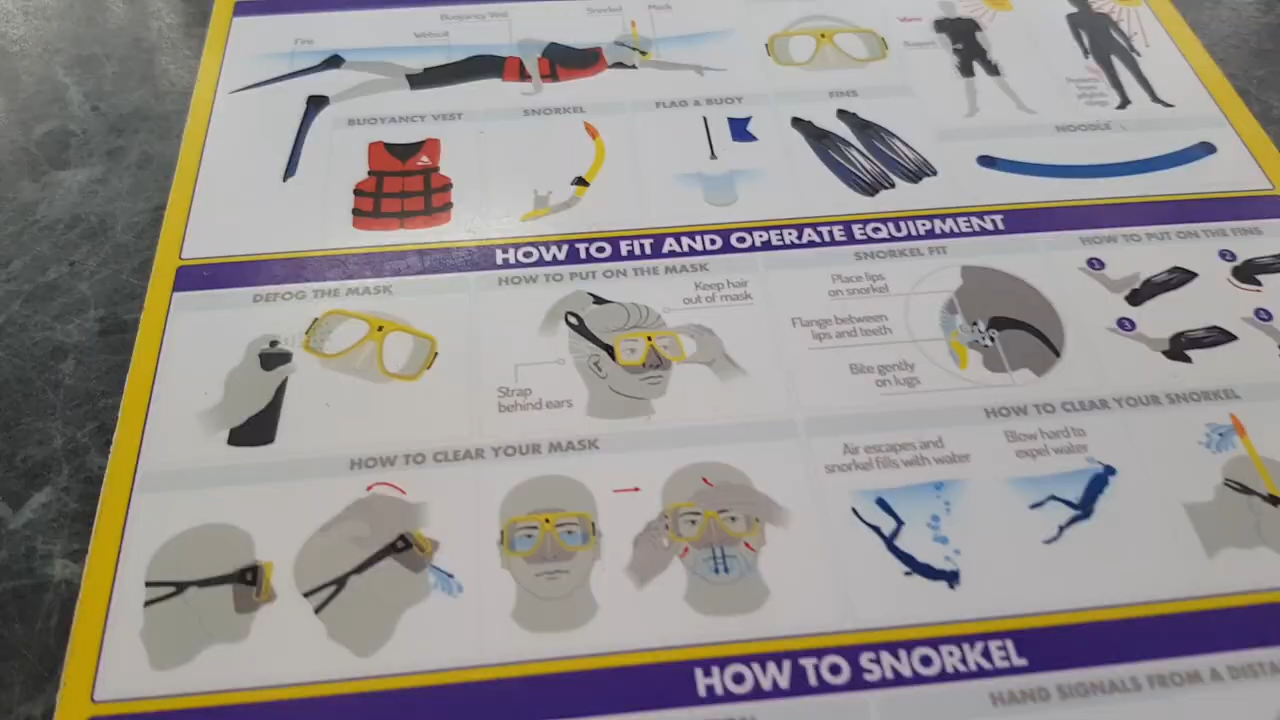 Buoyancy Vest
Snorkel
Mask
Fins
Wetsuit
BUOYANCY VEST
SNORKEL
FLAG & BUOY
FINS
NOODLE
HOW TO FIT AND OPERATE EQUIPMENT
DEFOG THE MASK
HOW TO PUT ON THE MASK
Keep hair
out of mask
Strap
behind ears
SNORKEL FIT
Place lips
on snorkel
Flange between
lips and teeth
Bite gently
on lugs
HOW TO PUT ON THE FINS
1
2
3
4
HOW TO CLEAR YOUR MASK
HOW TO CLEAR YOUR SNORKEL
Air escapes and
snorkel fills with water
Blow hard to
expel water
HOW TO SNORKEL
HAND SIGNALS FROM A